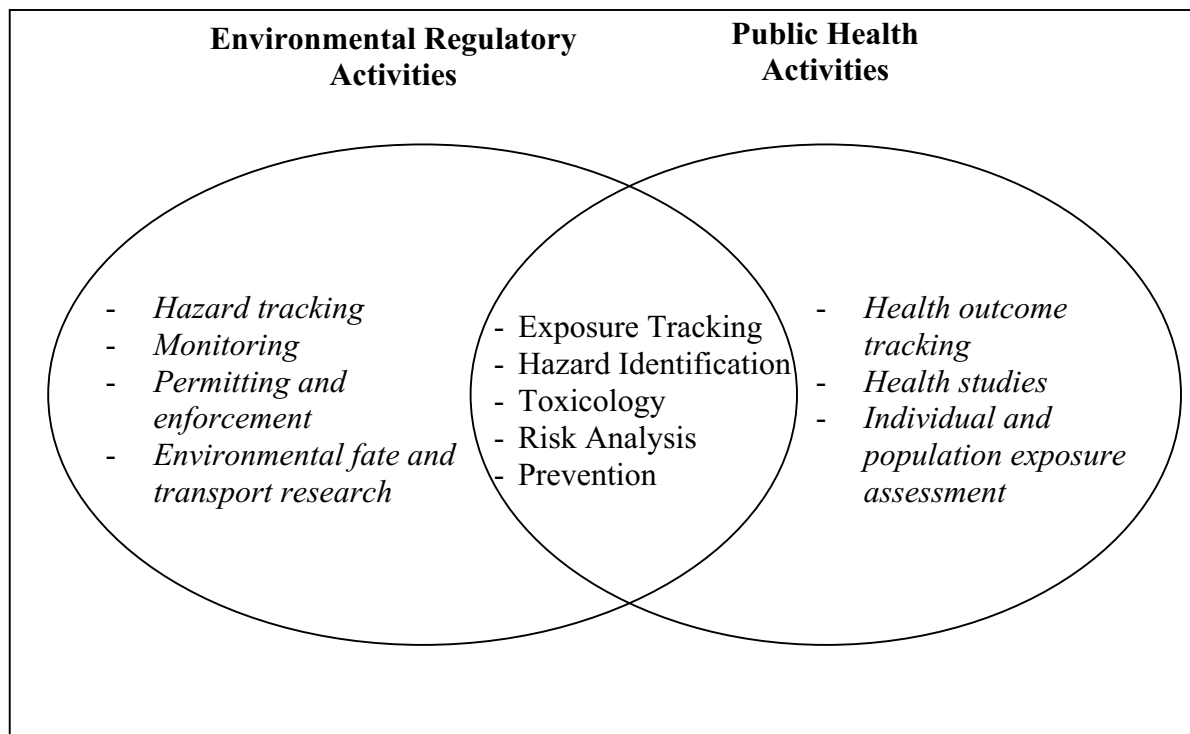 Environmental Regulatory
Activities
Public Health
Activities
- Hazard tracking
- Monitoring
- Permitting and
enforcement
- Environmental fate and
transport research
- Exposure Tracking
- Hazard Identification
- Toxicology
- Risk Analysis
- Prevention
- Health outcome
tracking
- Health studies
- Individual and
population exposure
assessment